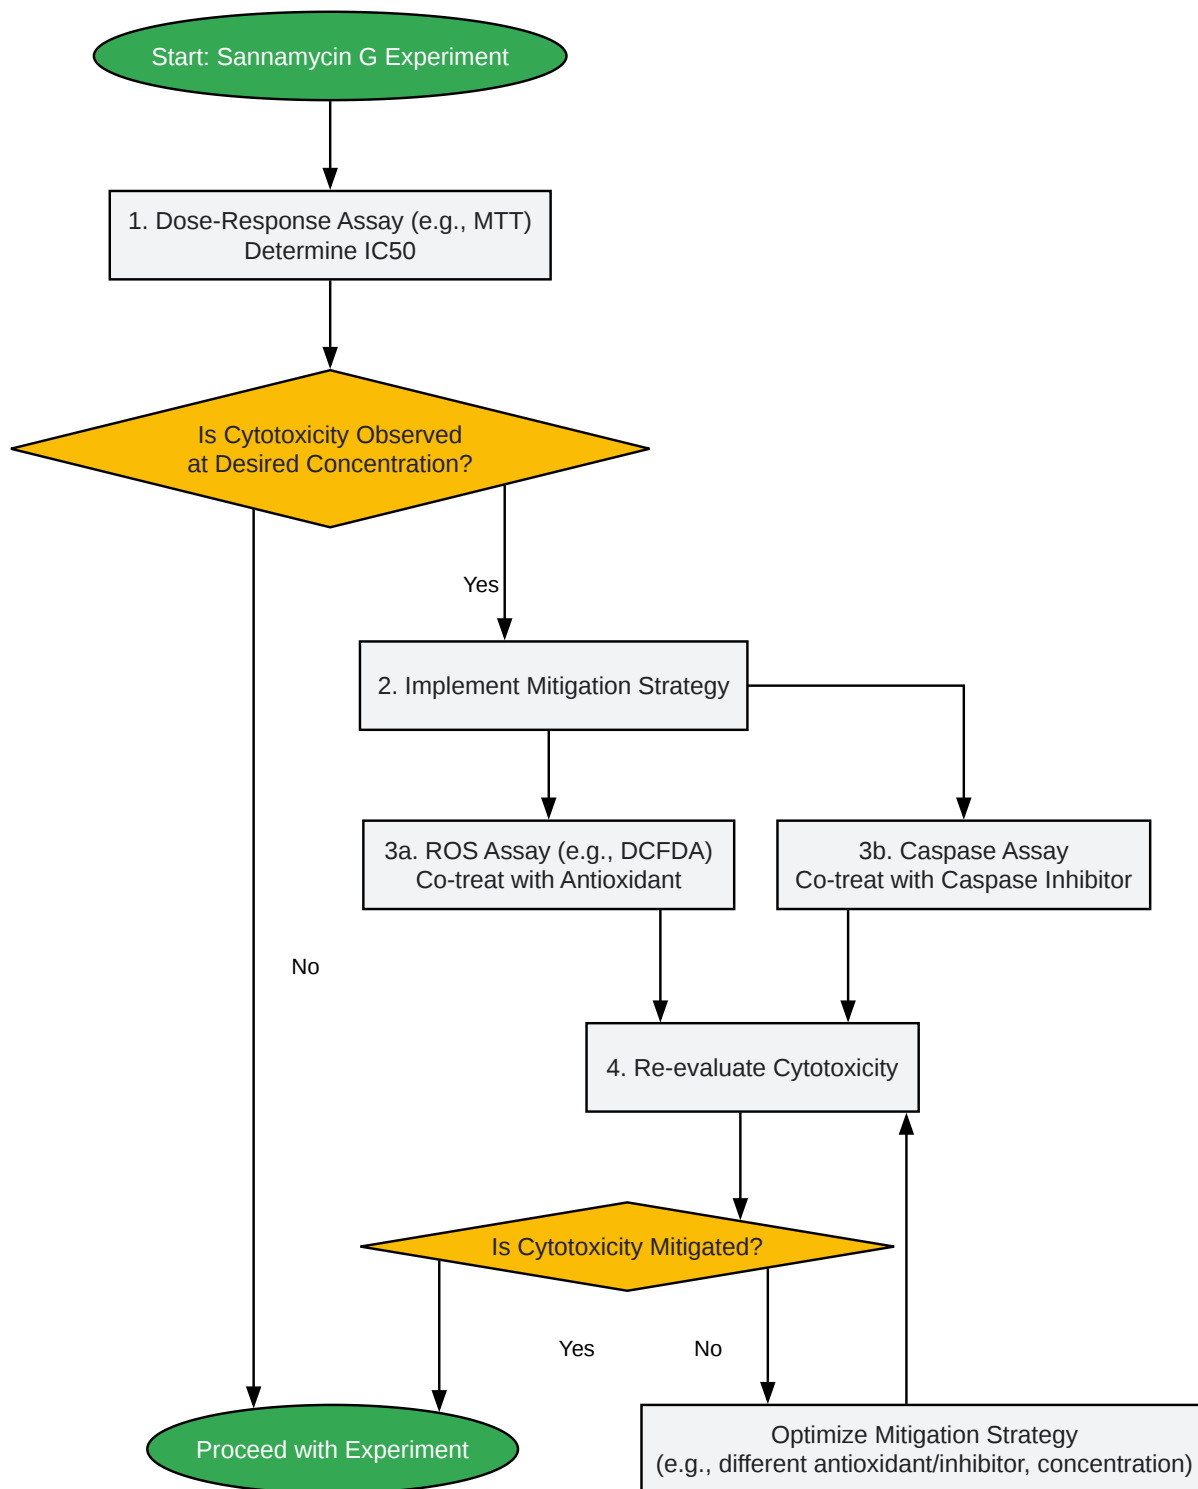 Start: Sannamycin G Experiment
1. Dose-Response Assay (e.g., MTT)
Determine IC50
Is Cytotoxicity Observed
at Desired Concentration?
Yes
2. Implement Mitigation Strategy
3a. ROS Assay (e.g., DCFDA)
Co-treat with Antioxidant
3b. Caspase Assay
Co-treat with Caspase Inhibitor
No
4. Re-evaluate Cytotoxicity
Is Cytotoxicity Mitigated?
Yes
No
Proceed with Experiment
Optimize Mitigation Strategy
(e.g., different antioxidant/inhibitor, concentration)